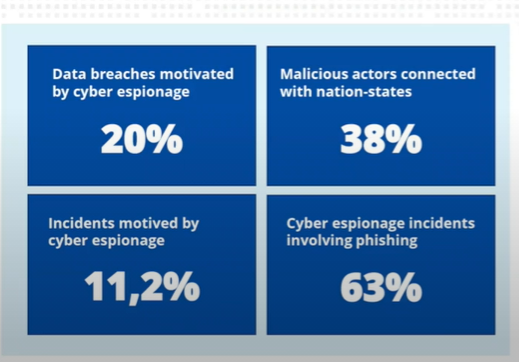 Data breaches motivated
by cyber espionage
20%
Malicious actors connected
with nation-states
38%
Incidents motived by
cyber espionage
11,2%
Cyber espionage incidents
involving phishing
63%